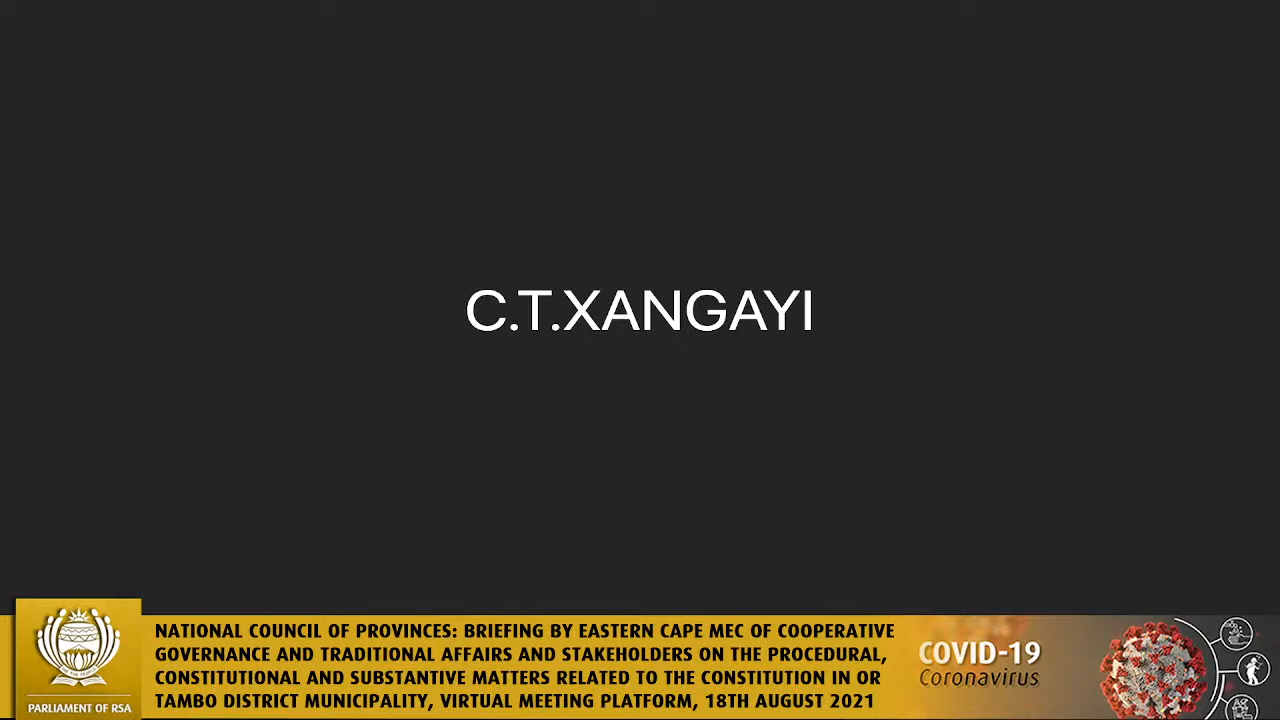 C.T.XANGAYI
NATIONAL COUNCIL OF PROVINCES: BRIEFING BY EASTERN CAPE MEC OF COOPERATIVE
GOVERNANCE AND TRADITIONAL AFFAIRS AND STAKEHOLDERS ON THE PROCEDURAL,
CONSTITUTIONAL AND SUBSTANTIVE MATTERS RELATED TO THE CONSTITUTION IN OR
TAMBO DISTRICT MUNICIPALITY, VIRTUAL MEETING PLATFORM, 18TH AUGUST 2021
PARLIAMENT OF RSA
COVID-19
Coronavirus